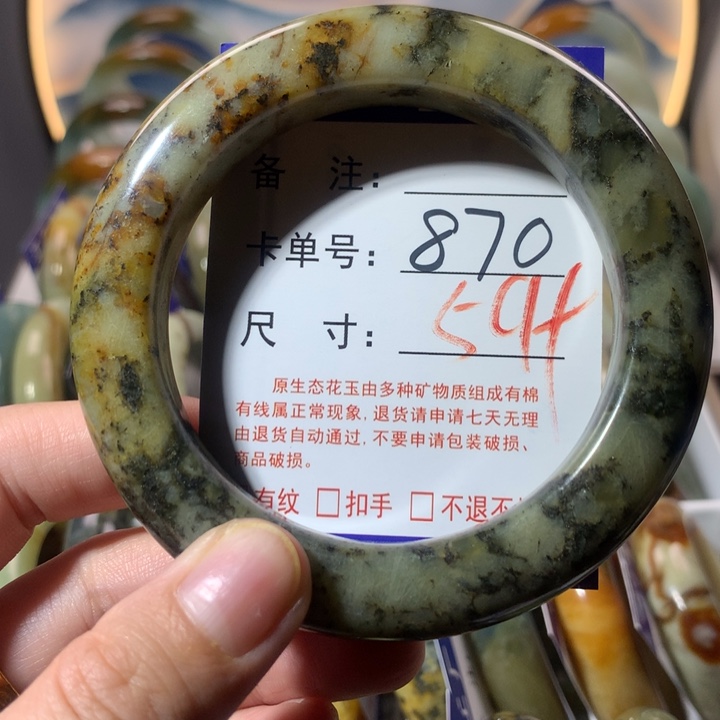 备 注:
卡单号: 870
尺 寸: 59+
原生态花玉由多种矿物质组成有棉
有线属正常现象, 退货请申请七天无理
由退货自动通过, 不要申请包装破损、
商品破损。
有纹 □扣手 □不退不